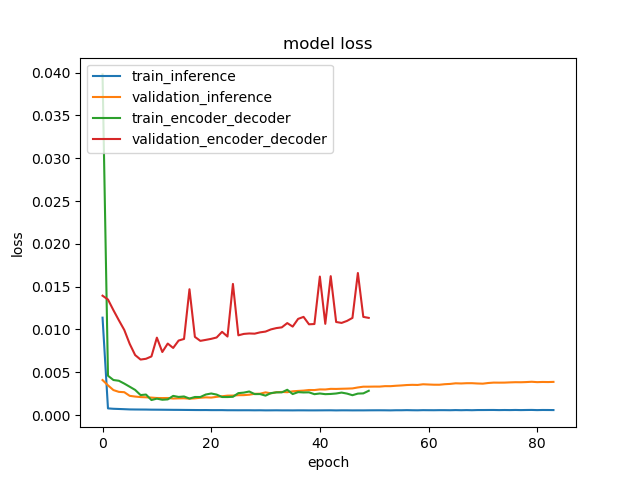 model loss
train_inference
validation_inference
train_encoder_decoder
validation_encoder_decoder
loss
0.040
0.035
0.030
0.025
0.020
0.015
0.010
0.005
0.000
0 20 40 60 80
epoch